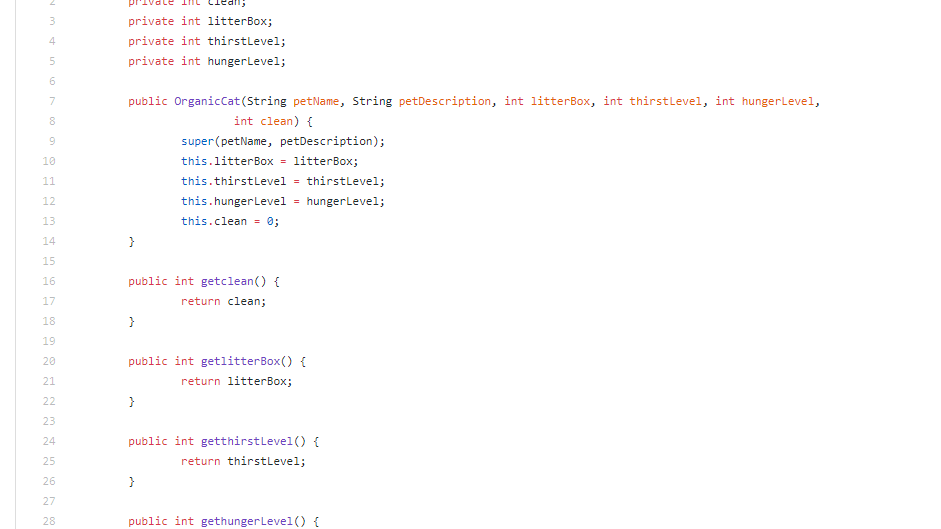 2 private int clean;
3 private int litterBox;
4 private int thirstLevel;
5 private int hungerLevel;
6
7 public OrganicCat(String petName, String petDescription, int litterBox, int thirstLevel, int hungerLevel,
8 int clean) {
9 super(petName, petDescription);
10 this.litterBox = litterBox;
11 this.thirstLevel = thirstLevel;
12 this.hungerLevel = hungerLevel;
13 this.clean = 0;
14 }
15
16 public int getclean() {
17 return clean;
18 }
19
20 public int getlitterBox() {
21 return litterBox;
22 }
23
24 public int getthirstLevel() {
25 return thirstLevel;
26 }
27
28 public int gethungerLevel() {